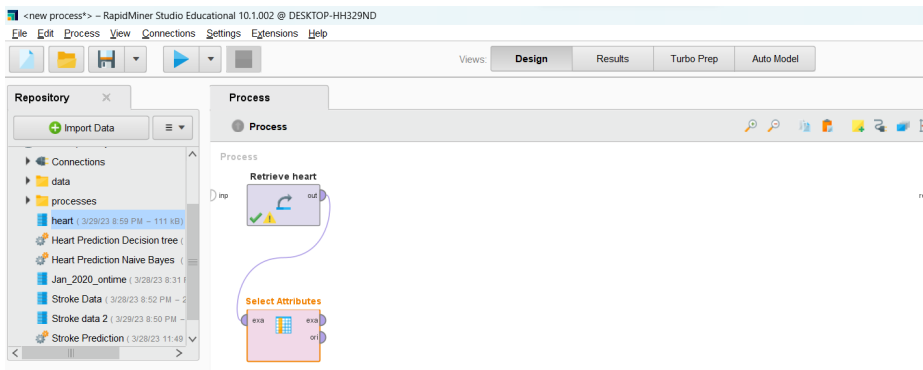 <new process*> – RapidMiner Studio Educational 10.1.002 @ DESKTOP-HH329ND
File Edit Process View Connections Settings Extensions Help
Views: Design Results Turbo Prep Auto Model
Repository
Process
Import Data
Process
Connections
data
processes
heart ( 3/29/23 8:59 PM – 111 kB)
Heart Prediction Decision tree (
Heart Prediction Naive Bayes (
Jan_2020_ontime ( 3/28/23 8:31
Stroke Data ( 3/28/23 8:52 PM – 2
Stroke data 2 ( 3/29/23 8:50 PM –
Stroke Prediction ( 3/28/23 11:49
Process
Retrieve heart
inp
out
Select Attributes
exa
exa
ori